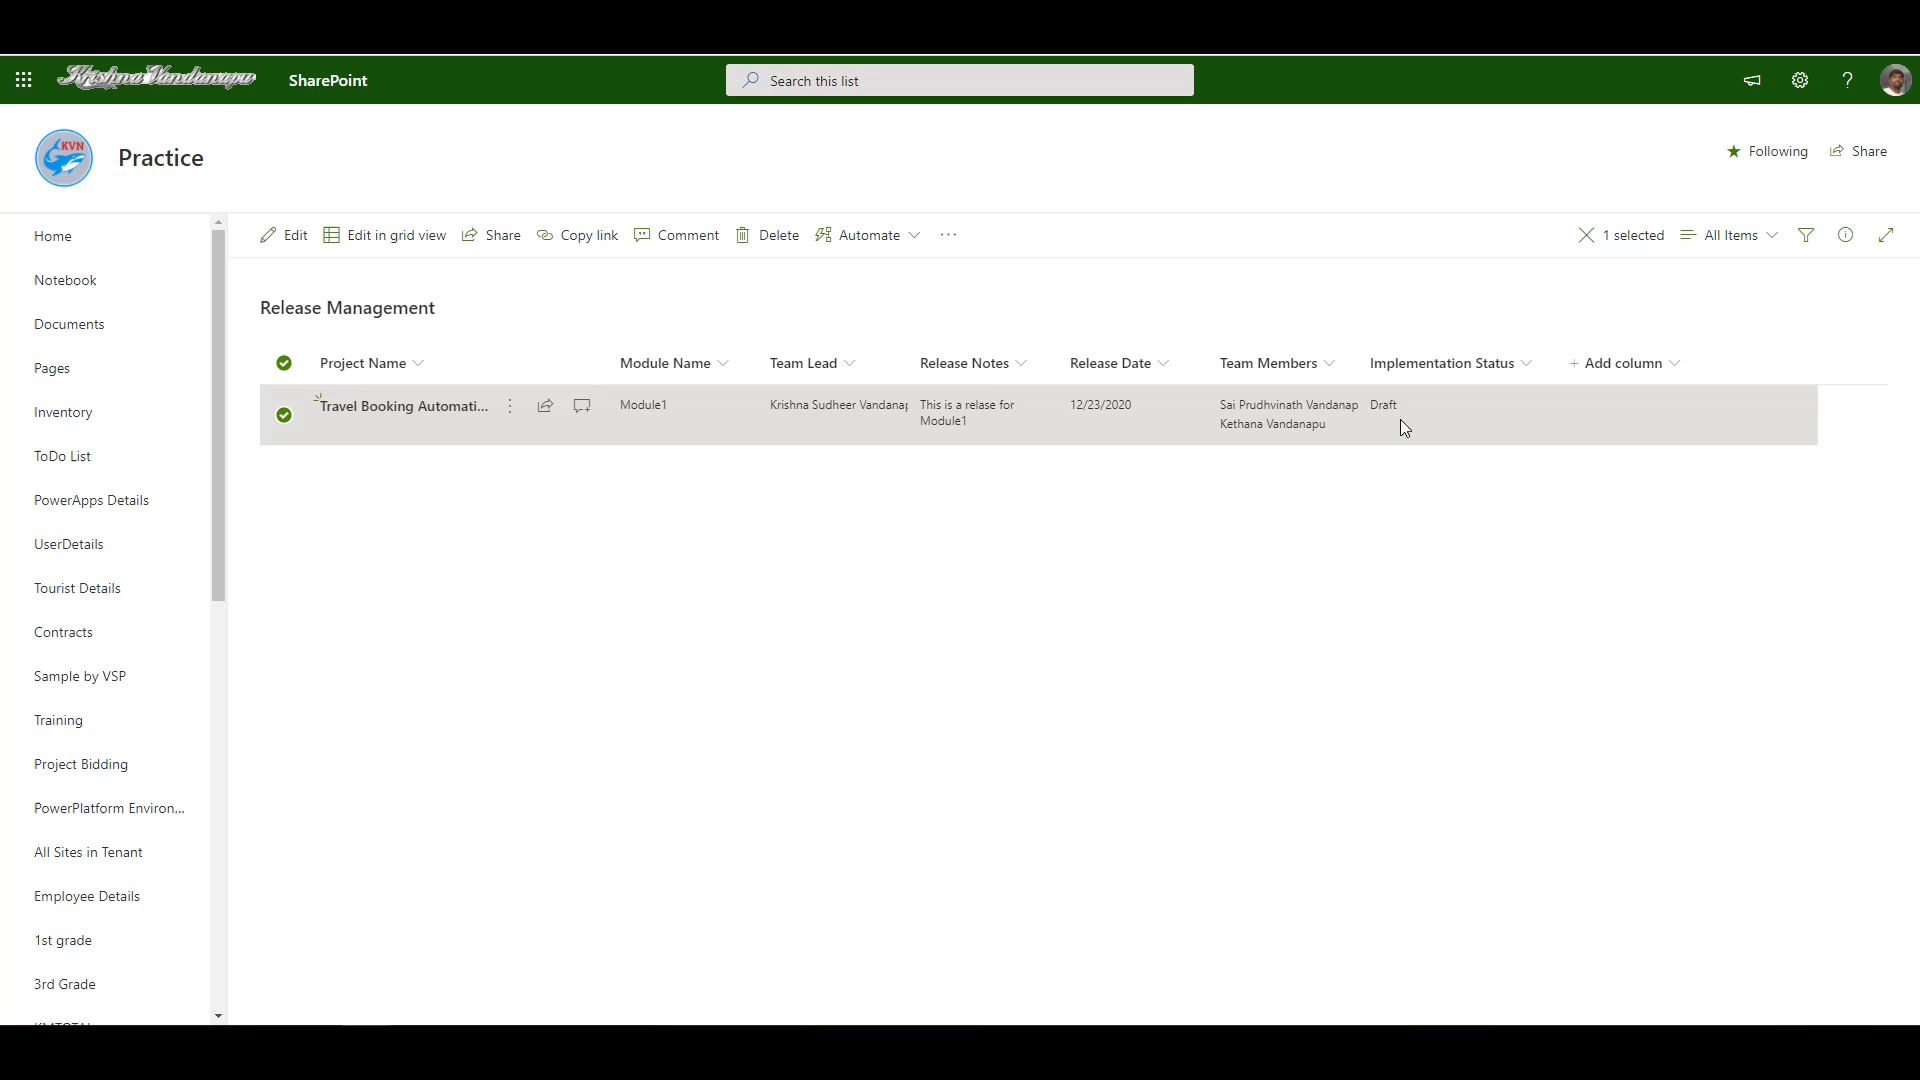 Krishna Vandanapu SharePoint Search this list ?
KVN Practice Following Share
Edit Edit in grid view Share Copy link Comment Delete Automate ... 1 selected All Items
Release Management
Project Name Module Name Team Lead Release Notes Release Date Team Members Implementation Status + Add column
Travel Booking Automati... Module1 Krishna Sudheer Vandanap This is a relase for 12/23/2020 Sai Prudhvinath Vandanap Draft
Module1 Kethana Vandanapu
Home
Notebook
Documents
Pages
Inventory
ToDo List
PowerApps Details
UserDetails
Tourist Details
Contracts
Sample by VSP
Training
Project Bidding
PowerPlatform Environ...
All Sites in Tenant
Employee Details
1st grade
3rd Grade